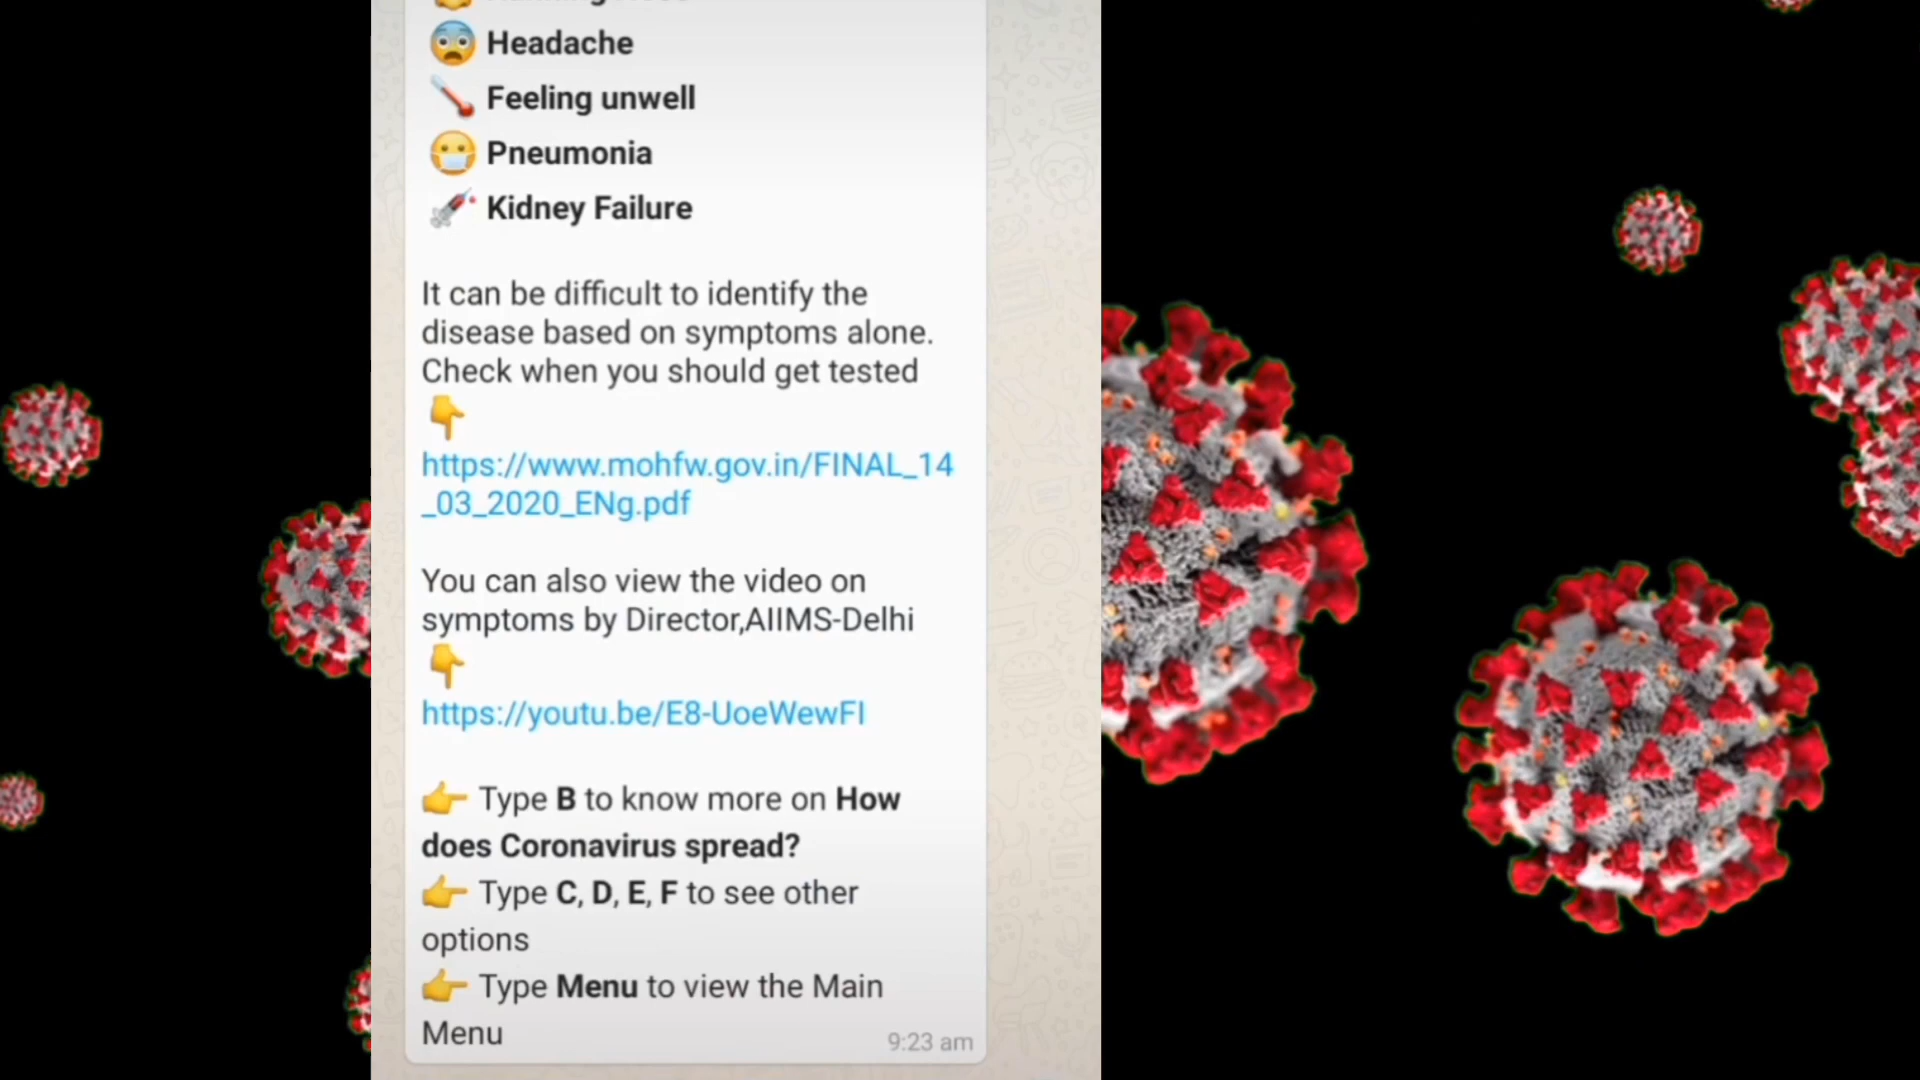 😨 Headache
🌡️ Feeling unwell
😷 Pneumonia
💉 Kidney Failure
It can be difficult to identify the
disease based on symptoms alone.
Check when you should get tested
👇
https://www.mohfw.gov.in/FINAL_14
_03_2020_ENg.pdf
You can also view the video on
symptoms by Director,AIIMS-Delhi
👇
https://youtu.be/E8-UoeWewFI
👉 Type B to know more on How
does Coronavirus spread?
👉 Type C, D, E, F to see other
options
👉 Type Menu to view the Main
Menu
9:23 am